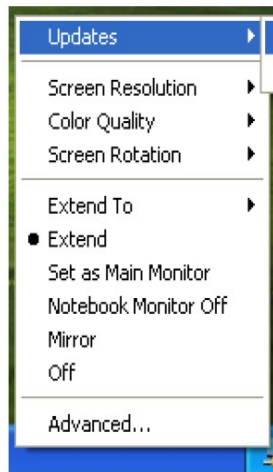 Updates
Screen Resolution
Color Quality
Screen Rotation
Extend To
Extend
Set as Main Monitor
Notebook Monitor Off
Mirror
Off
Advanced...